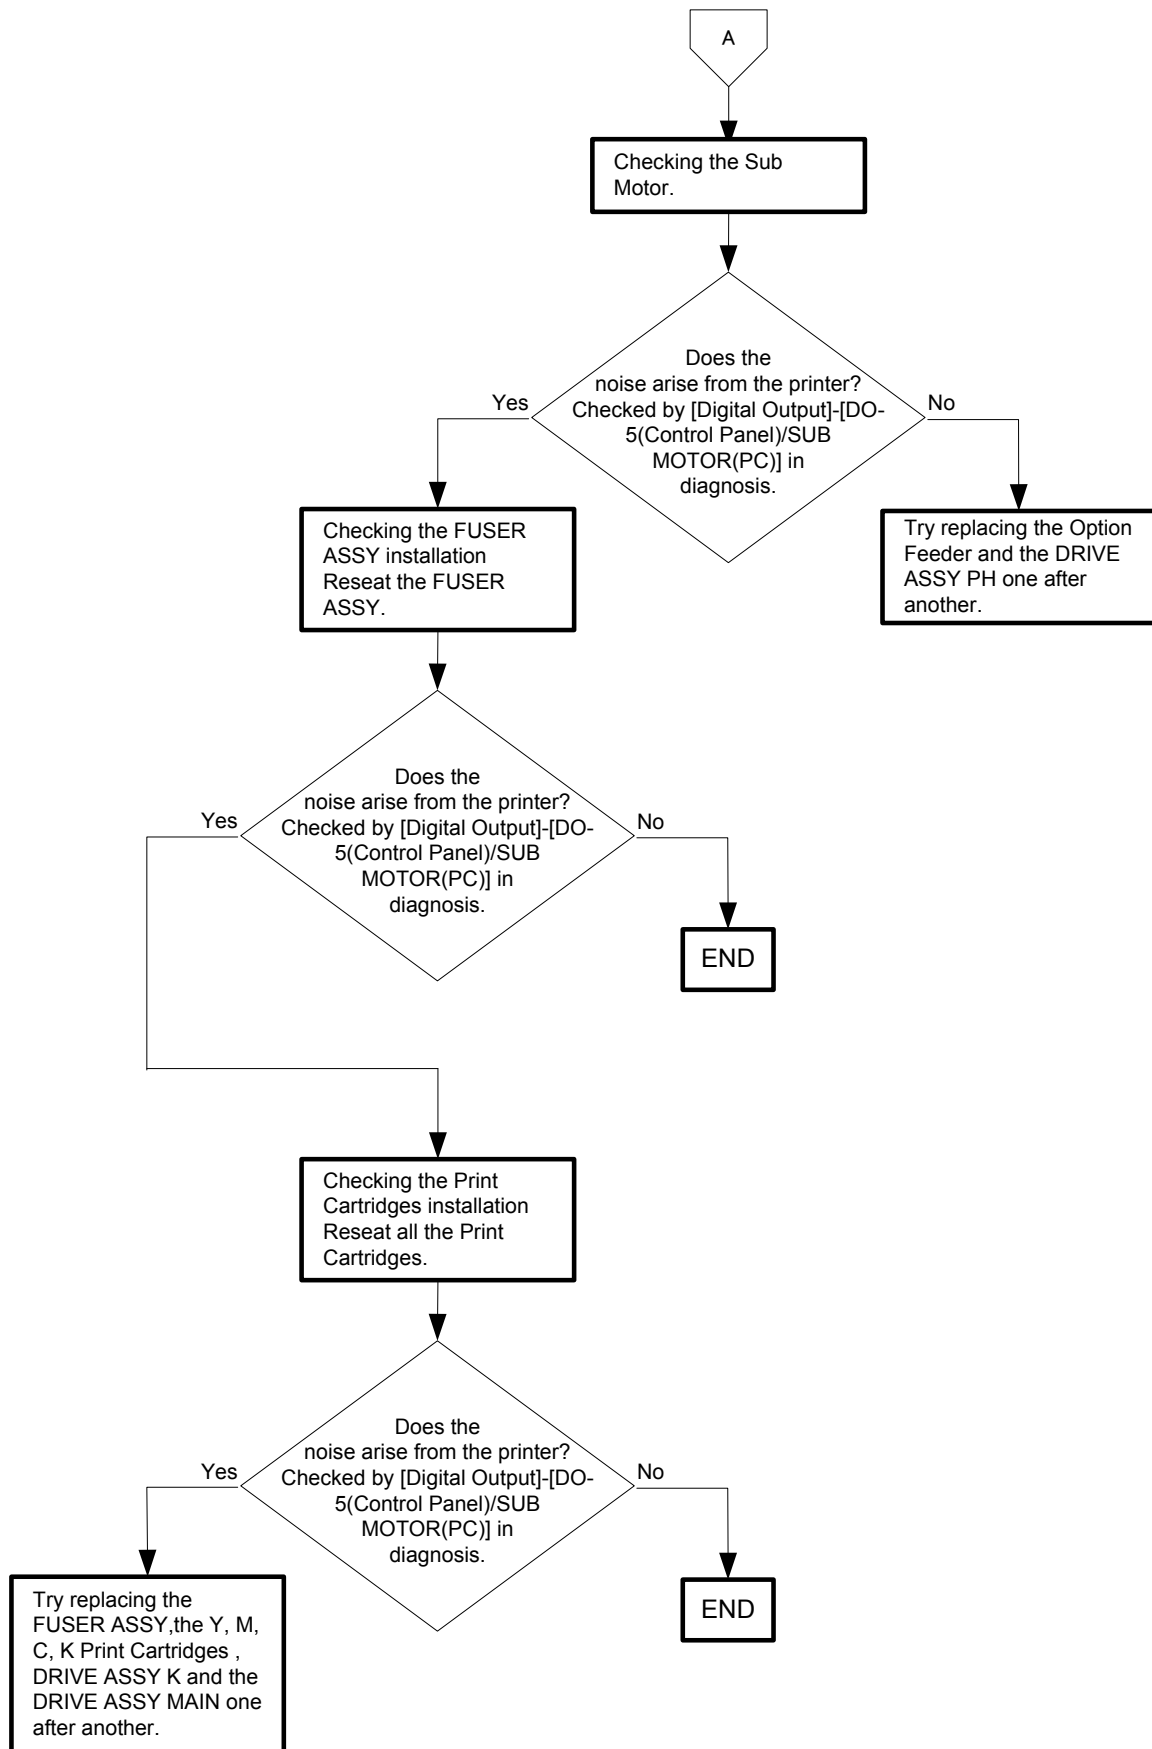 A
Checking the Sub
Motor.
Does the
noise arise from the printer?
Checked by [Digital Output]-[DO-
5(Control Panel)/SUB
MOTOR(PC)] in
diagnosis.
Yes
No
Checking the FUSER
ASSY installation
Reseat the FUSER
ASSY.
Try replacing the Option
Feeder and the DRIVE
ASSY PH one after
another.
Does the
noise arise from the printer?
Checked by [Digital Output]-[DO-
5(Control Panel)/SUB
MOTOR(PC)] in
diagnosis.
Yes
No
END
Checking the Print
Cartridges installation
Reseat all the Print
Cartridges.
Does the
noise arise from the printer?
Checked by [Digital Output]-[DO-
5(Control Panel)/SUB
MOTOR(PC)] in
diagnosis.
Yes
No
Try replacing the
FUSER ASSY,the Y, M,
C, K Print Cartridges ,
DRIVE ASSY K and the
DRIVE ASSY MAIN one
after another.
END